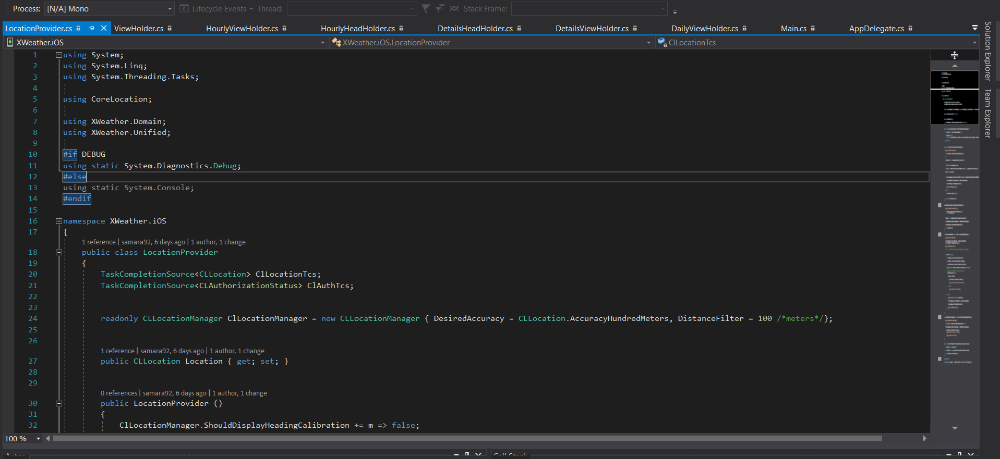 Process: [N/A] Mono Lifecycle Events Thread: Stack Frame:
LocationProvider.cs ViewHolder.cs HourlyViewHolder.cs HourlyHeadHolder.cs DetailsHeadHolder.cs DetailsViewHolder.cs DailyViewHolder.cs Main.cs AppDelegate.cs
XWeather.iOS XWeather.iOS.LocationProvider ClLocationTcs
1 using System;
2 using System.Linq;
3 using System.Threading.Tasks;
4
5 using CoreLocation;
6
7 using XWeather.Domain;
8 using XWeather.Unified;
9
10 #if DEBUG
11 using static System.Diagnostics.Debug;
12 #else
13 using static System.Console;
14 #endif
15
16 namespace XWeather.iOS
17 {
1 reference | samara92, 6 days ago | 1 author, 1 change
18 public class LocationProvider
19 {
20 TaskCompletionSource<CLLocation> ClLocationTcs;
21 TaskCompletionSource<CLAuthorizationStatus> ClAuthTcs;
22
23
24 readonly CLLocationManager ClLocationManager = new CLLocationManager { DesiredAccuracy = CLLocation.AccuracyHundredMeters, DistanceFilter = 100 /*meters*/};
25
26
1 reference | samara92, 6 days ago | 1 author, 1 change
27 public CLLocation Location { get; set; }
28
29
0 references | samara92, 6 days ago | 1 author, 1 change
30 public LocationProvider ()
31 {
32 ClLocationManager.ShouldDisplayHeadingCalibration += m => false;
100 %
Autos Call Stack
Solution Explorer
Team Explorer